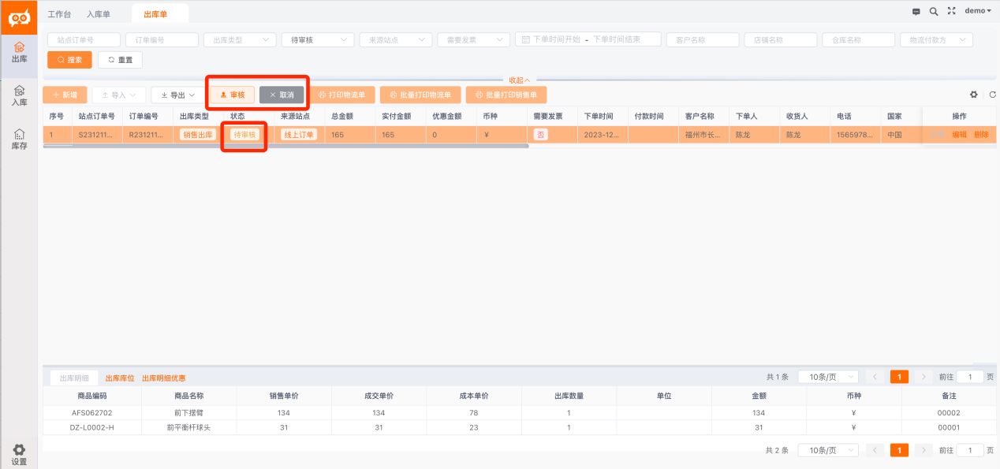 工作台 入库单 出库单 demo
站点订单号 订单编号 出库类型 待审核 来源站点 需要发票 下单时间开始 - 下单时间结束 客户名称 店铺名称 仓库名称 物流付款方
搜索 重置
收起
出库
入库
库存
设置
+ 新增 导入 导出 审核 × 取消 打印物流单 批量打印物流单 批量打印销售单
序号 站点订单号 订单编号 出库类型 状态 来源站点 总金额 实付金额 优惠金额 币种 需要发票 下单时间 付款时间 客户名称 下单人 收货人 电话 国家 操作
1 S231211... R231211... 销售出库 待审核 线上订单 165 165 0 ¥ 否 2023-12... 福州市长... 陈龙 陈龙 1565978... 中国 编辑 删除
出库明细 出库库位 出库明细优惠 共 1 条 10条/页 1 前往 1 页
商品编码 商品名称 销售单价 成交单价 成本单价 出库数量 单位 金额 币种 备注
AFS062702 前下摆臂 134 134 78 1 134 ¥ 00002
DZ-L0002-H 前平衡杆球头 31 31 23 1 31 ¥ 00001
共 2 条 10条/页 1 前往 1 页